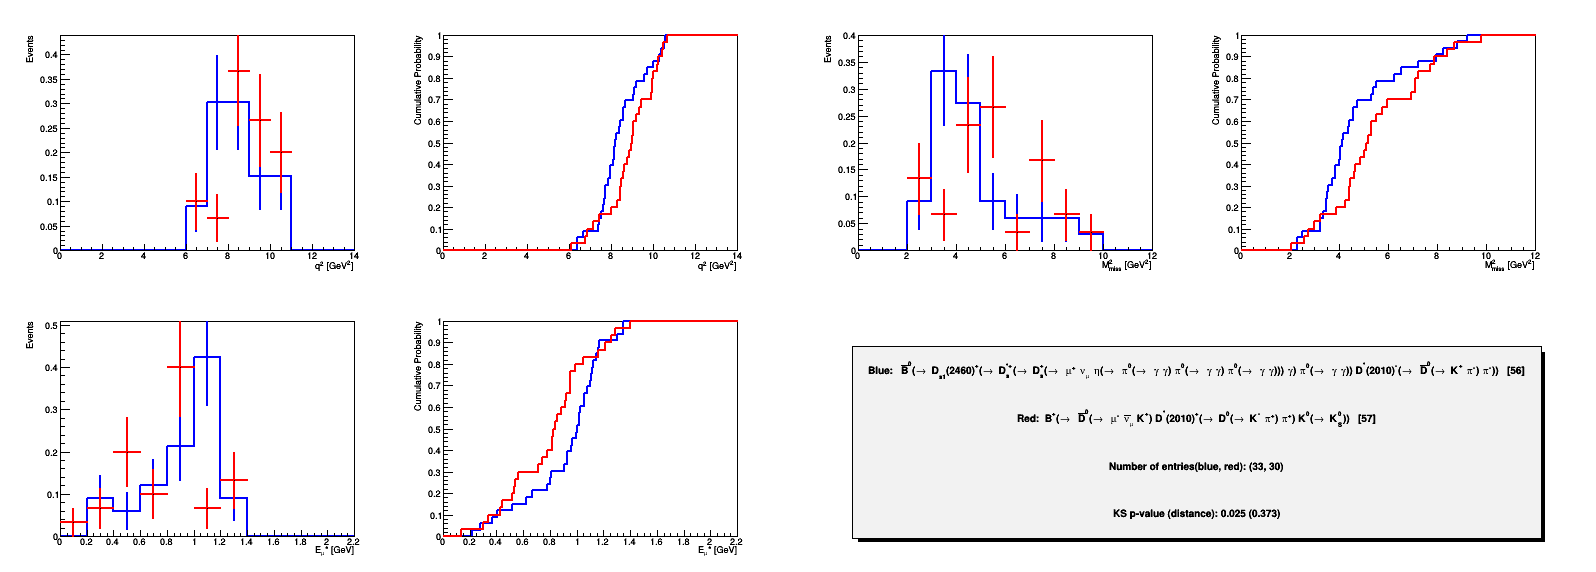 Events
0.4
0.35
0.3
0.25
0.2
0.15
0.1
0.05
0
0 2 4 6 8 10 12 14
q² [GeV²]
Cumulative Probability
1
0.9
0.8
0.7
0.6
0.5
0.4
0.3
0.2
0.1
0
0 2 4 6 8 10 12 14
q² [GeV²]
Events
0.4
0.35
0.3
0.25
0.2
0.15
0.1
0.05
0
0 2 4 6 8 10 12
M²miss [GeV²]
Cumulative Probability
1
0.9
0.8
0.7
0.6
0.5
0.4
0.3
0.2
0.1
0
0 2 4 6 8 10 12
M²miss [GeV²]
Events
0.5
0.4
0.3
0.2
0.1
0
0 0.2 0.4 0.6 0.8 1 1.2 1.4 1.6 1.8 2 2.2
Eμ* [GeV]
Cumulative Probability
1
0.9
0.8
0.7
0.6
0.5
0.4
0.3
0.2
0.1
0
0 0.2 0.4 0.6 0.8 1 1.2 1.4 1.6 1.8 2 2.2
Eμ* [GeV]
Blue: B̅⁰(→ Ds1(2460)⁺(→ Ds*⁺(→ Ds⁺(→ μ⁺ νμ η(→ π⁰(→ γ γ) π⁰(→ γ γ) π⁰(→ γ γ))) γ) π⁰(→ γ γ)) D*(2010)⁻(→ D̅⁰(→ K⁺ π⁻) π⁻)) [56]
Red: B⁺(→ D̅⁰(→ μ⁻ ν̅μ K⁺) D*(2010)⁺(→ D⁰(→ K⁻ π⁺) π⁺) K⁰(→ K⁰S)) [57]
Number of entries(blue, red): (33, 30)
KS p-value (distance): 0.025 (0.373)